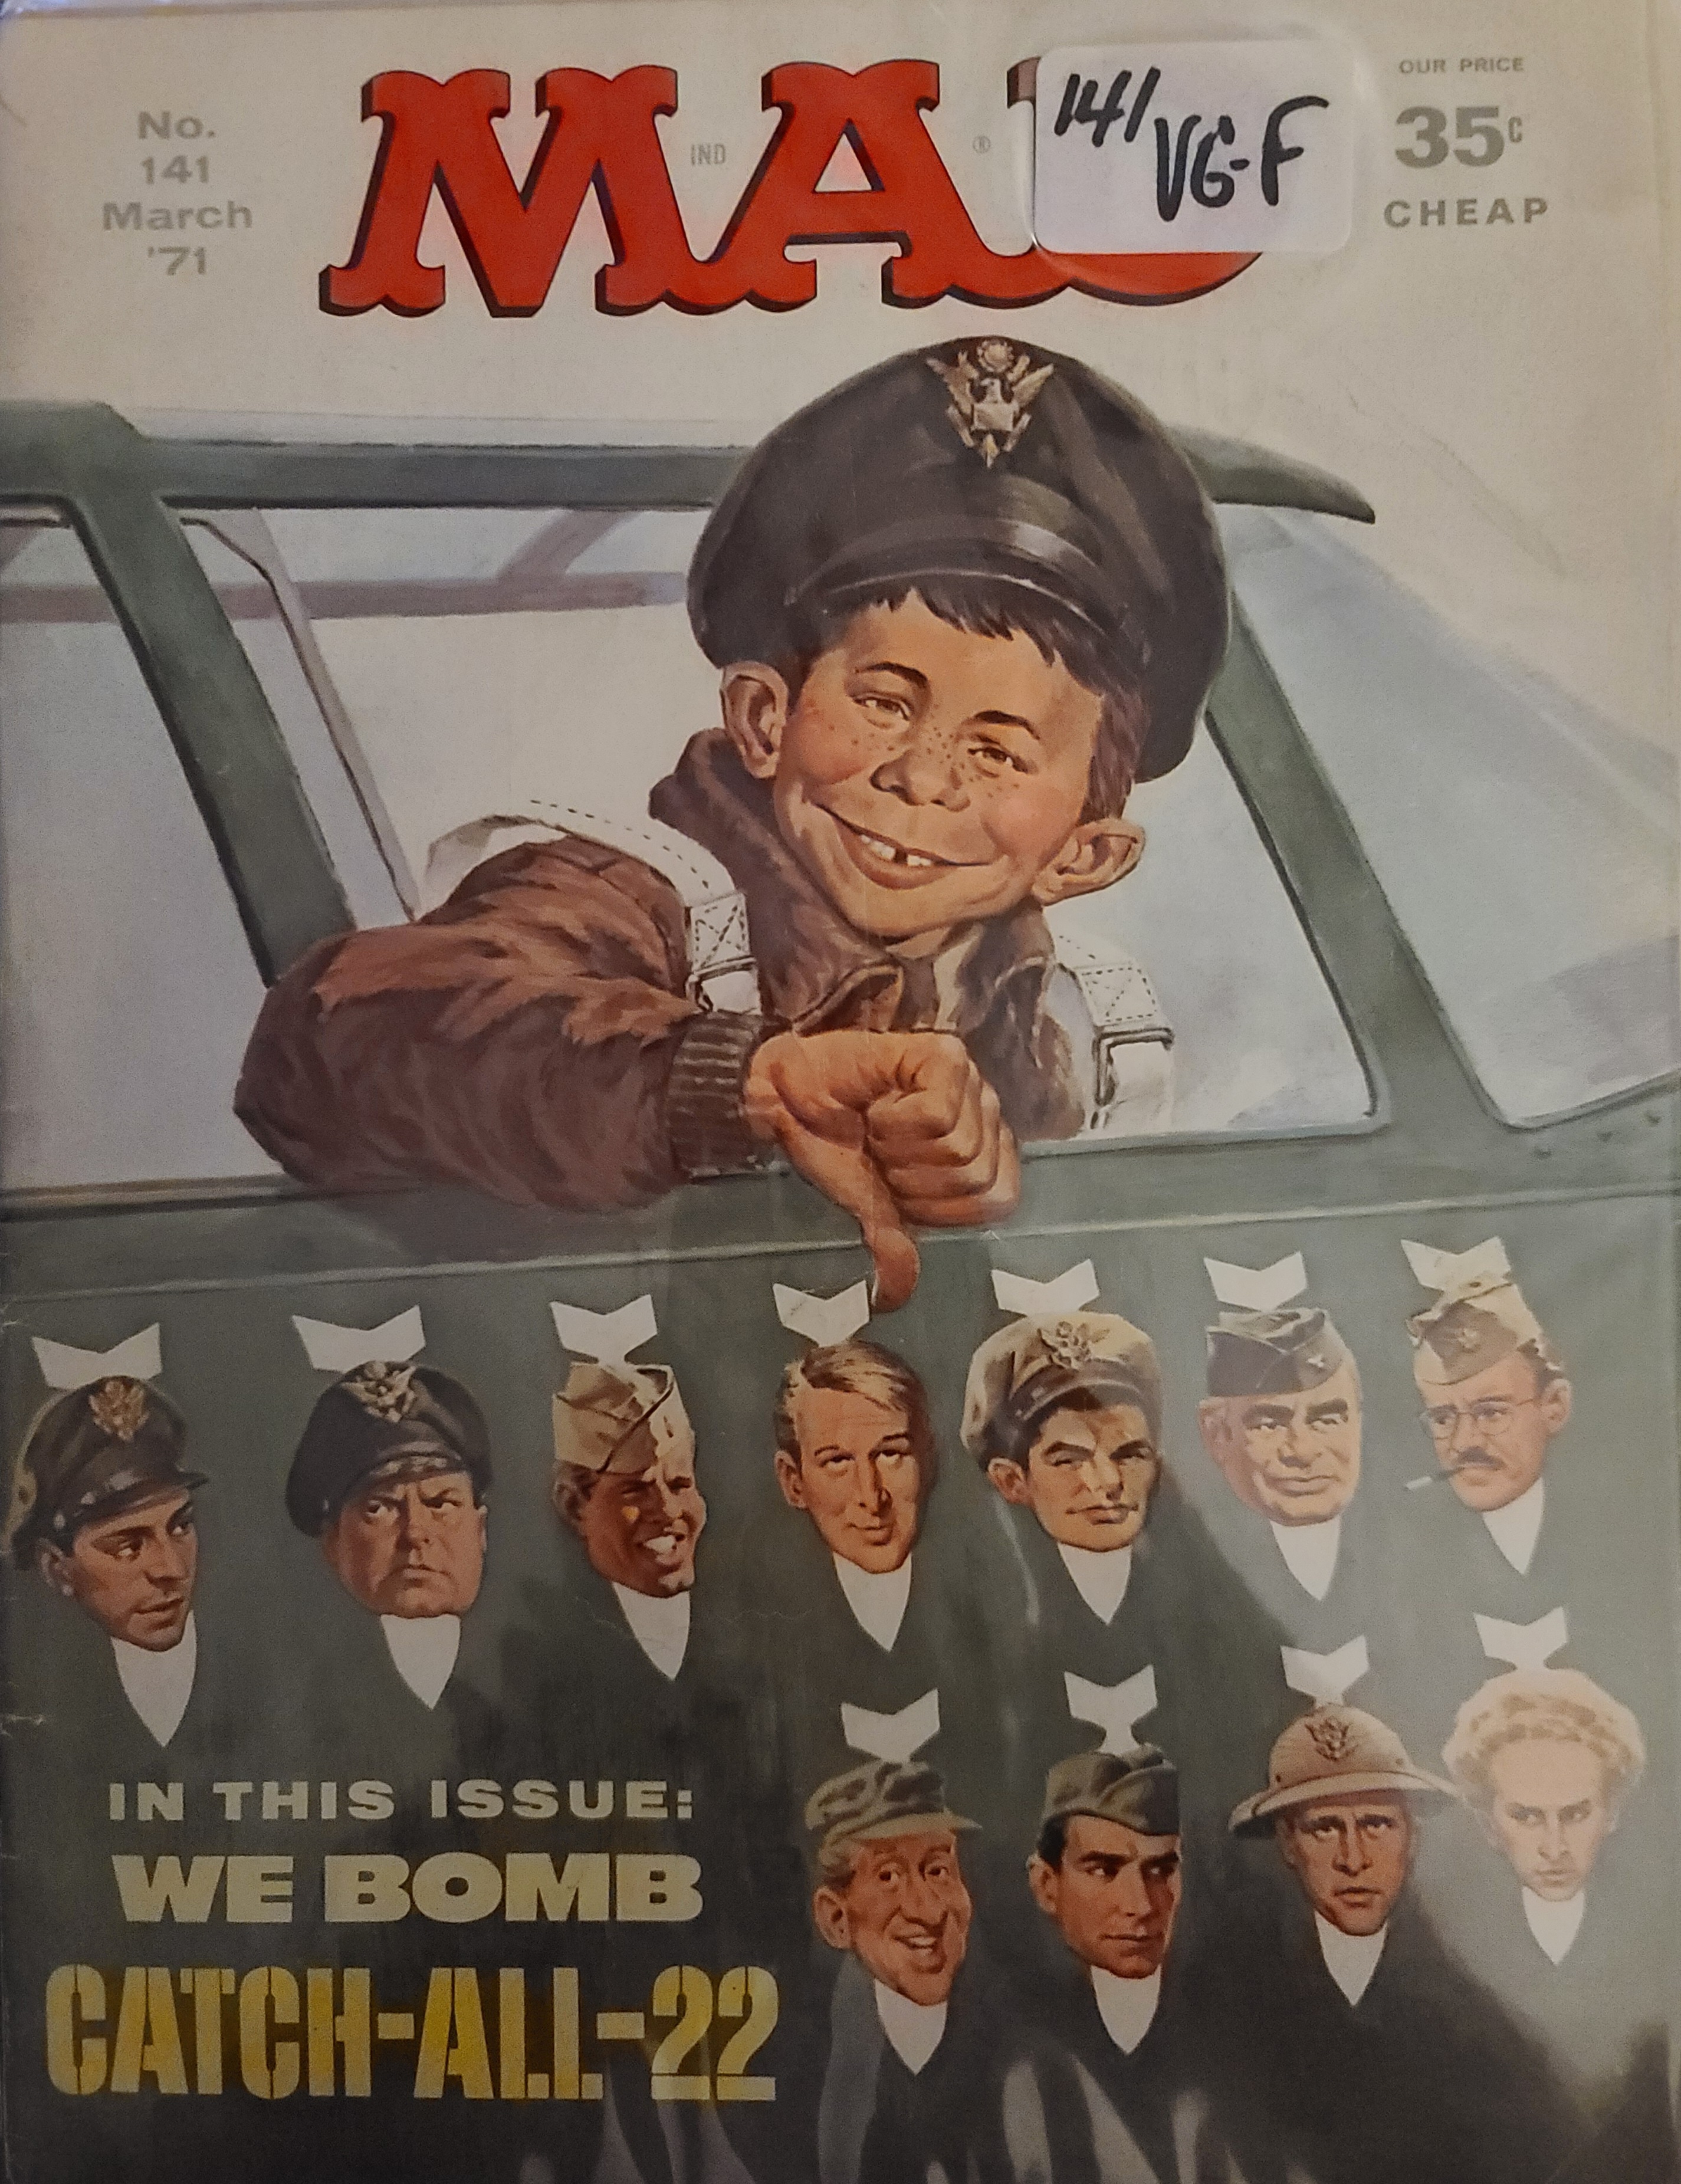 No.
141
March
'71
MA
IND
®
141/
VG-F
OUR PRICE
35¢
CHEAP
IN THIS ISSUE:
WE BOMB
CATCH-ALL-22